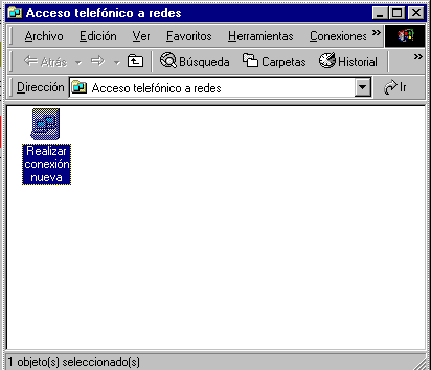 Acceso telefónico a redes
Archivo Edición Ver Favoritos Herramientas Conexiones »
Atrás Búsqueda Carpetas Historial »
Dirección Acceso telefónico a redes Ir
Realizar
conexión
nueva
1 objeto(s) seleccionado(s)